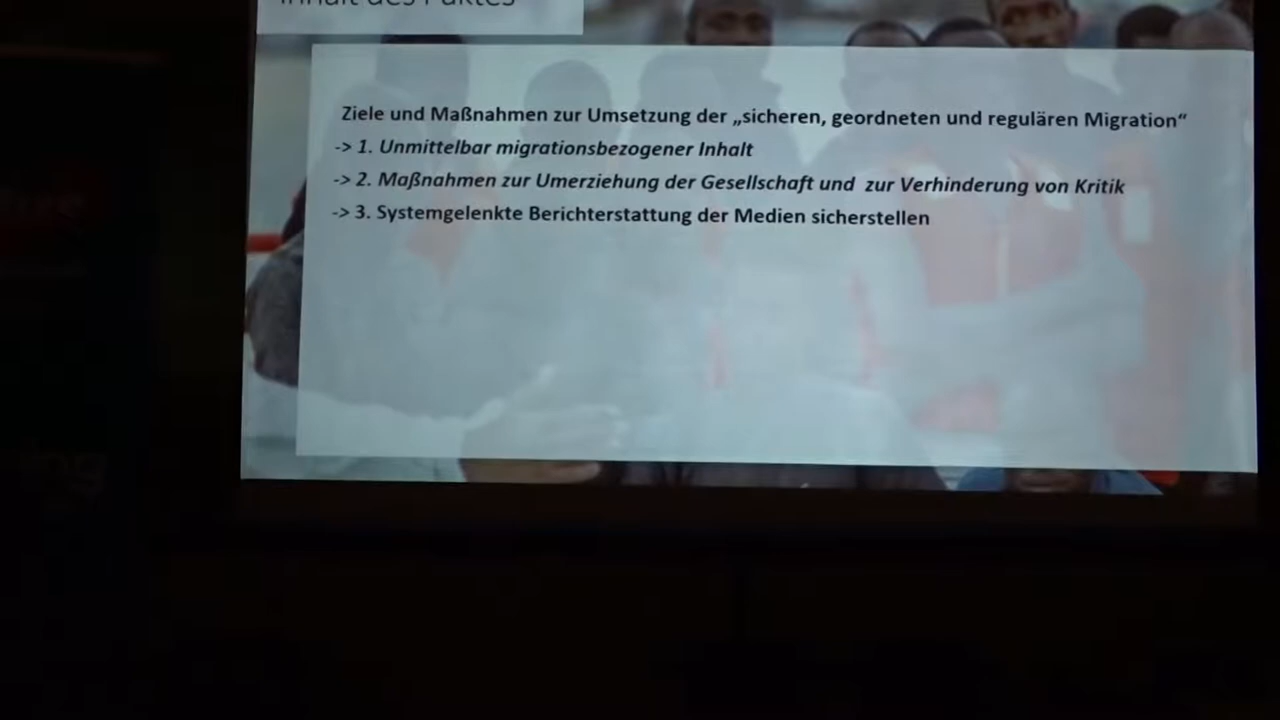 Inhalt des Paktes
Ziele und Maßnahmen zur Umsetzung der „sicheren, geordneten und regulären Migration“
-> 1. Unmittelbar migrationsbezogener Inhalt
-> 2. Maßnahmen zur Umerziehung der Gesellschaft und  zur Verhinderung von Kritik
-> 3. Systemgelenkte Berichterstattung der Medien sicherstellen